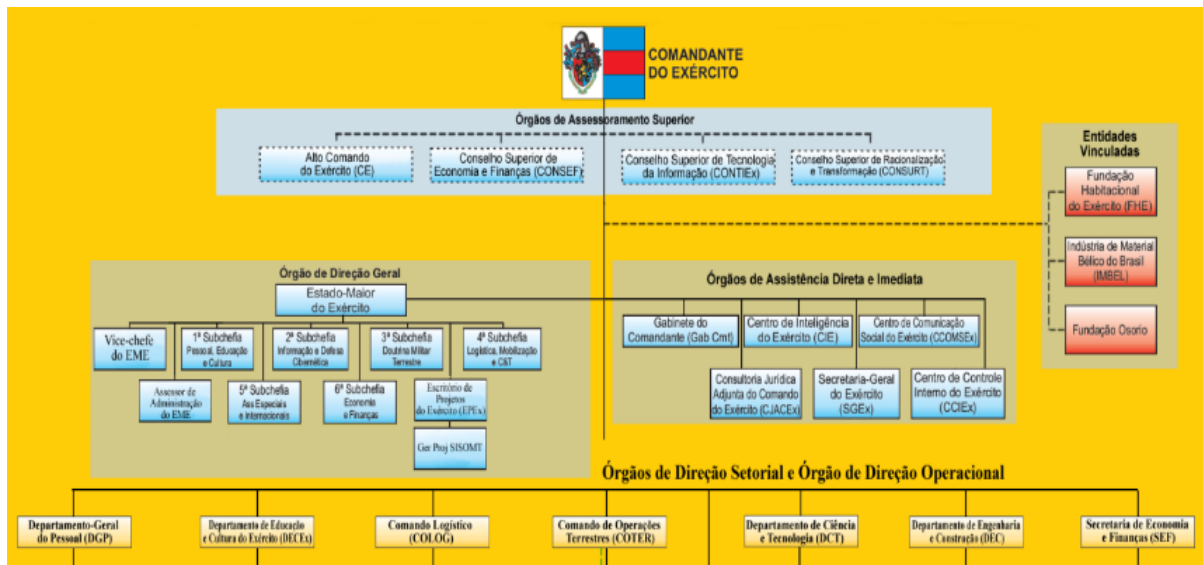 COMANDANTE
DO EXÉRCITO
Órgãos de Assessoramento Superior
Alto Comando
do Exército (CE)
Conselho Superior de
Economia e Finanças (CONSEF)
Conselho Superior de Tecnologia
da Informação (CONTIEx)
Conselho Superior de Racionalização
e Transformação (CONSURT)
Entidades
Vinculadas
Fundação
Habitacional
do Exército (FHE)
Indústria de Material
Bélico do Brasil
(IMBEL)
Fundação Osorio
Órgão de Direção Geral
Estado-Maior
do Exército
Vice-chefe
do EME
1ª Subchefia
Pessoal, Educação
e Cultura
2ª Subchefia
Informação e Defesa
Cibernética
3ª Subchefia
Doutrina Militar
Terrestre
4ª Subchefia
Logística, Mobilização
e C&T
Assessor de
Administração
do EME
5ª Subchefia
Ass Especiais
e Internacionais
6ª Subchefia
Economia
e Finanças
Escritório de
Projetos
do Exército (EPEx)
Ger Proj SISOMT
Órgãos de Assistência Direta e Imediata
Gabinete do
Comandante (Gab Cmt)
Centro de Inteligência
do Exército (CIE)
Centro de Comunicação
Social do Exército (CCOMSEx)
Consultoria Jurídica
Adjunta do Comando
do Exército (CJACEx)
Secretaria-Geral
do Exército
(SGEx)
Centro de Controle
Interno do Exército
(CCIEx)
Órgãos de Direção Setorial e Órgão de Direção Operacional
Departamento-Geral
do Pessoal (DGP)
Departamento de Educação
e Cultura do Exército (DECEx)
Comando Logístico
(COLOG)
Comando de Operações
Terrestres (COTER)
Departamento de Ciência
e Tecnologia (DCT)
Departamento de Engenharia
e Construção (DEC)
Secretaria de Economia
e Finanças (SEF)